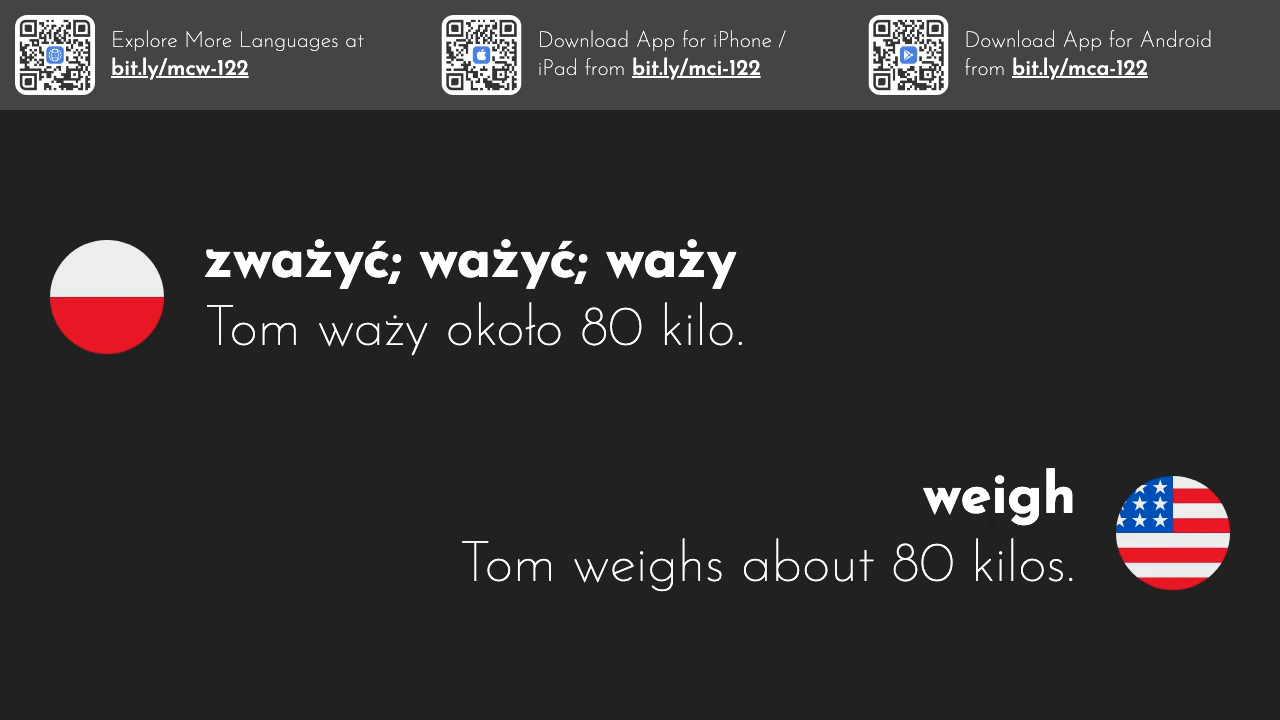 Explore More Languages at
bit.ly/mcw-122
Download App for iPhone /
iPad from bit.ly/mci-122
Download App for Android
from bit.ly/mca-122
zważyć; ważyć; waży
Tom waży około 80 kilo.
weigh
Tom weighs about 80 kilos.